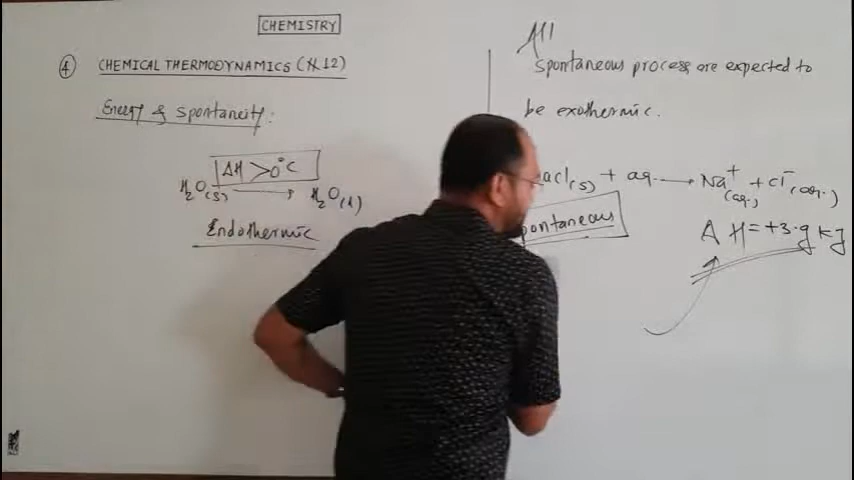 CHEMISTRY
④ CHEMICAL THERMODYNAMICS (H 12)
Energy & Spontaneity:
ΔH > 0°C
H₂O(s) → H₂O(l)
Endothermic
All
Spontaneous process are expected to
be exothermic.
acl(s) + aq. → Na⁺(aq.) + Cl⁻(aq.)
pontaneous
ΔH = +3.9 kJ